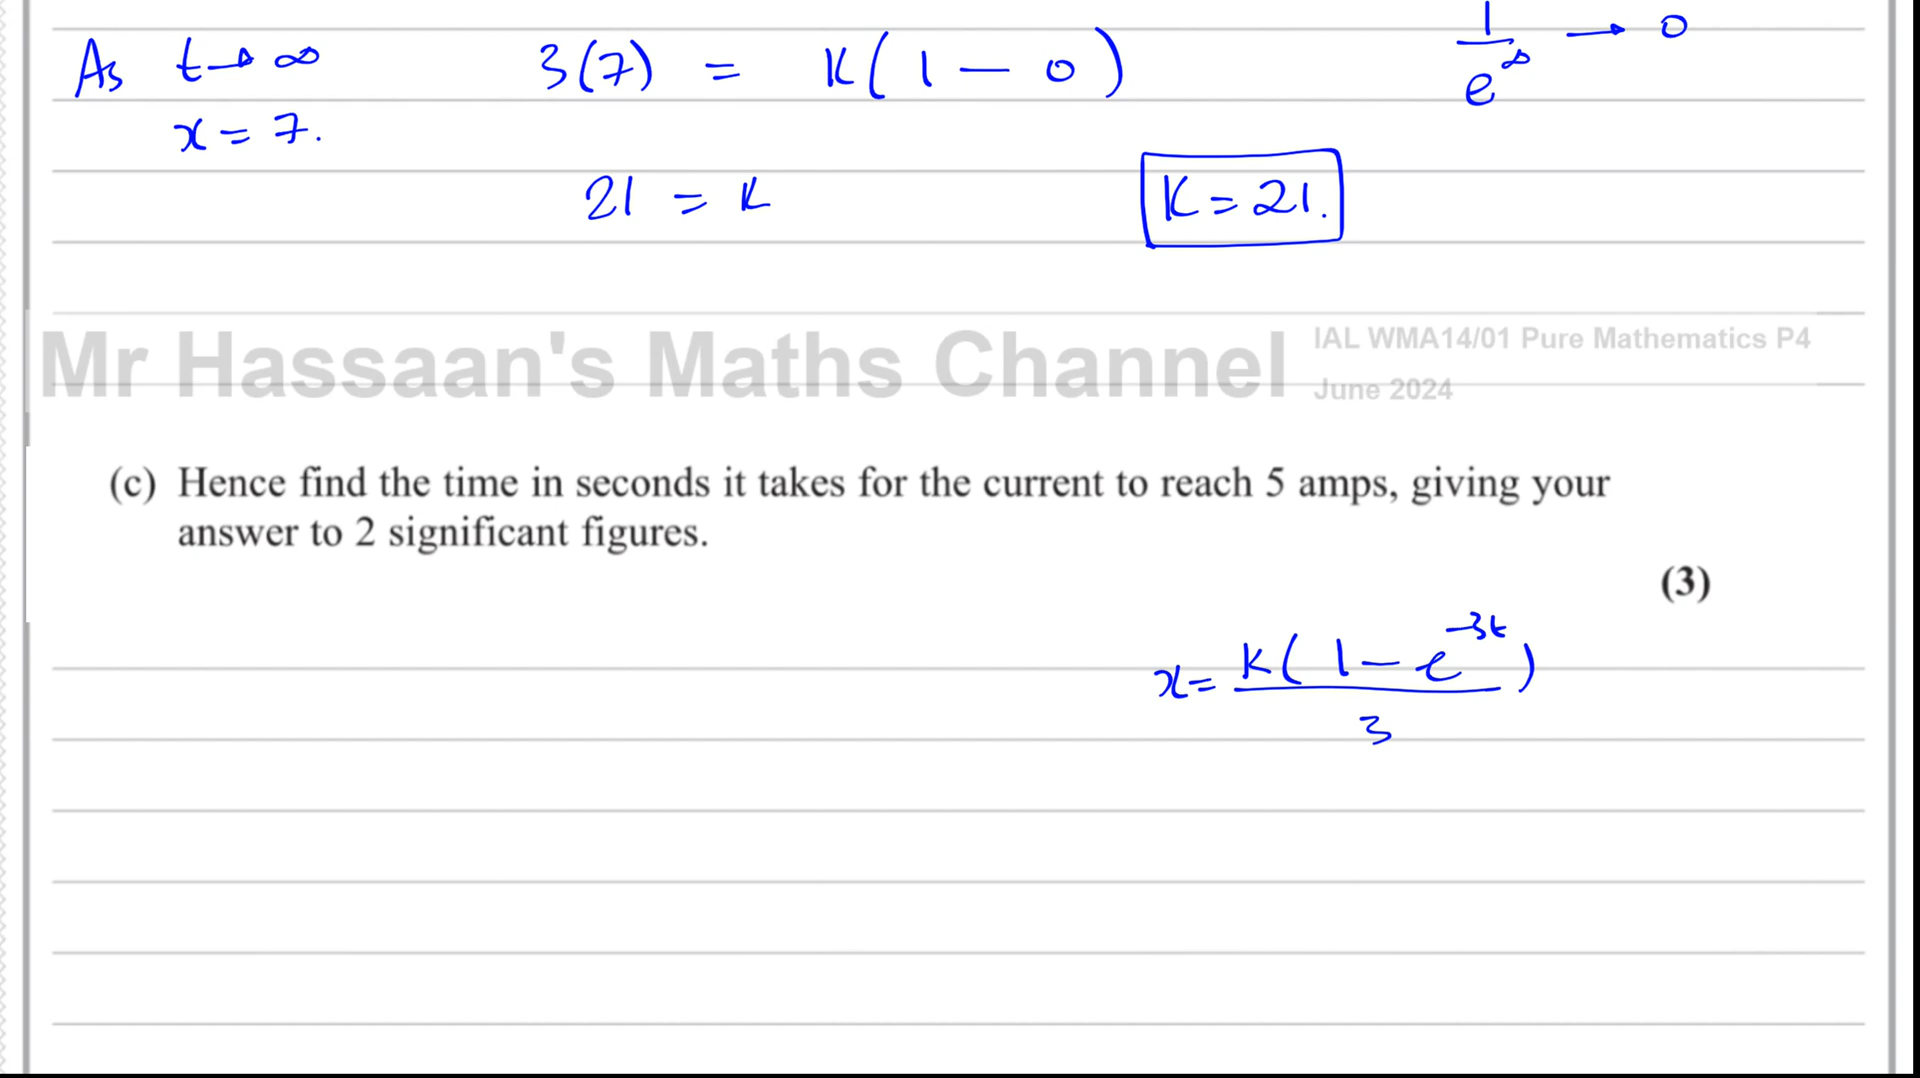 As t→∞ 3(7) = K(1 − 0) 1/e^∞ → 0
x = 7.
21 = K K = 21.
Mr Hassaan's Maths Channel IAL WMA14/01 Pure Mathematics P4
June 2024
(c) Hence find the time in seconds it takes for the current to reach 5 amps, giving your
answer to 2 significant figures.
(3)
x = K(1 − e^-3t)/3